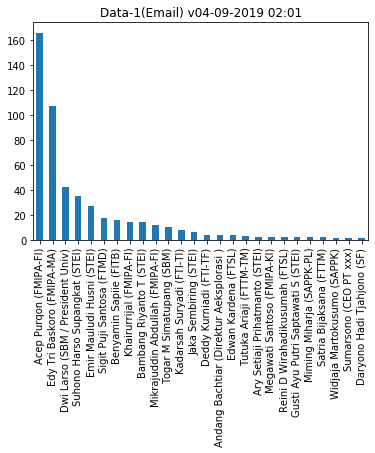 Data-1(Email) v04-09-2019 02:01
160
140
120
100
80
60
40
20
0
Acep Purqon (FMIPA-FI)
Edy Tri Baskoro (FMIPA-MA)
Dwi Larso (SBM / President Univ)
Suhono Harso Supangkat (STEI)
Emir Mauludi Husni (STEI)
Sigit Puji Santosa (FTMD)
Benyamin Sapiie (FITB)
Khairurrijal (FMIPA-FI)
Bambang Riyanto T (STEI)
Mikrajuddin Abdullah (FMIPA-FI)
Togar M Simatupang (SBM)
Kadarsah Suryadi (FTI-TI)
Jaka Sembiring (STEI)
Deddy Kurniadi (FTI-TF)
Andang Bachtiar (Direktur Aeksplorasi )
Edwan Kardena (FTSL)
Tutuka Ariaji (FTTM-TM)
Ary Setiaji Prihatmanto (STEI)
Megawati Santoso (FMIPA-KI)
Reini D Wirahadikusumah (FTSL)
Gusti Ayu Putri Saptawati S (STEI)
Miming Miharja (SAPPK-PL)
Satria Bijaksana (FTTM)
Widjaja Martokusumo (SAPPK)
Sumarsono (CEO PT xxx)
Daryono Hadi Tjahjono (SF)